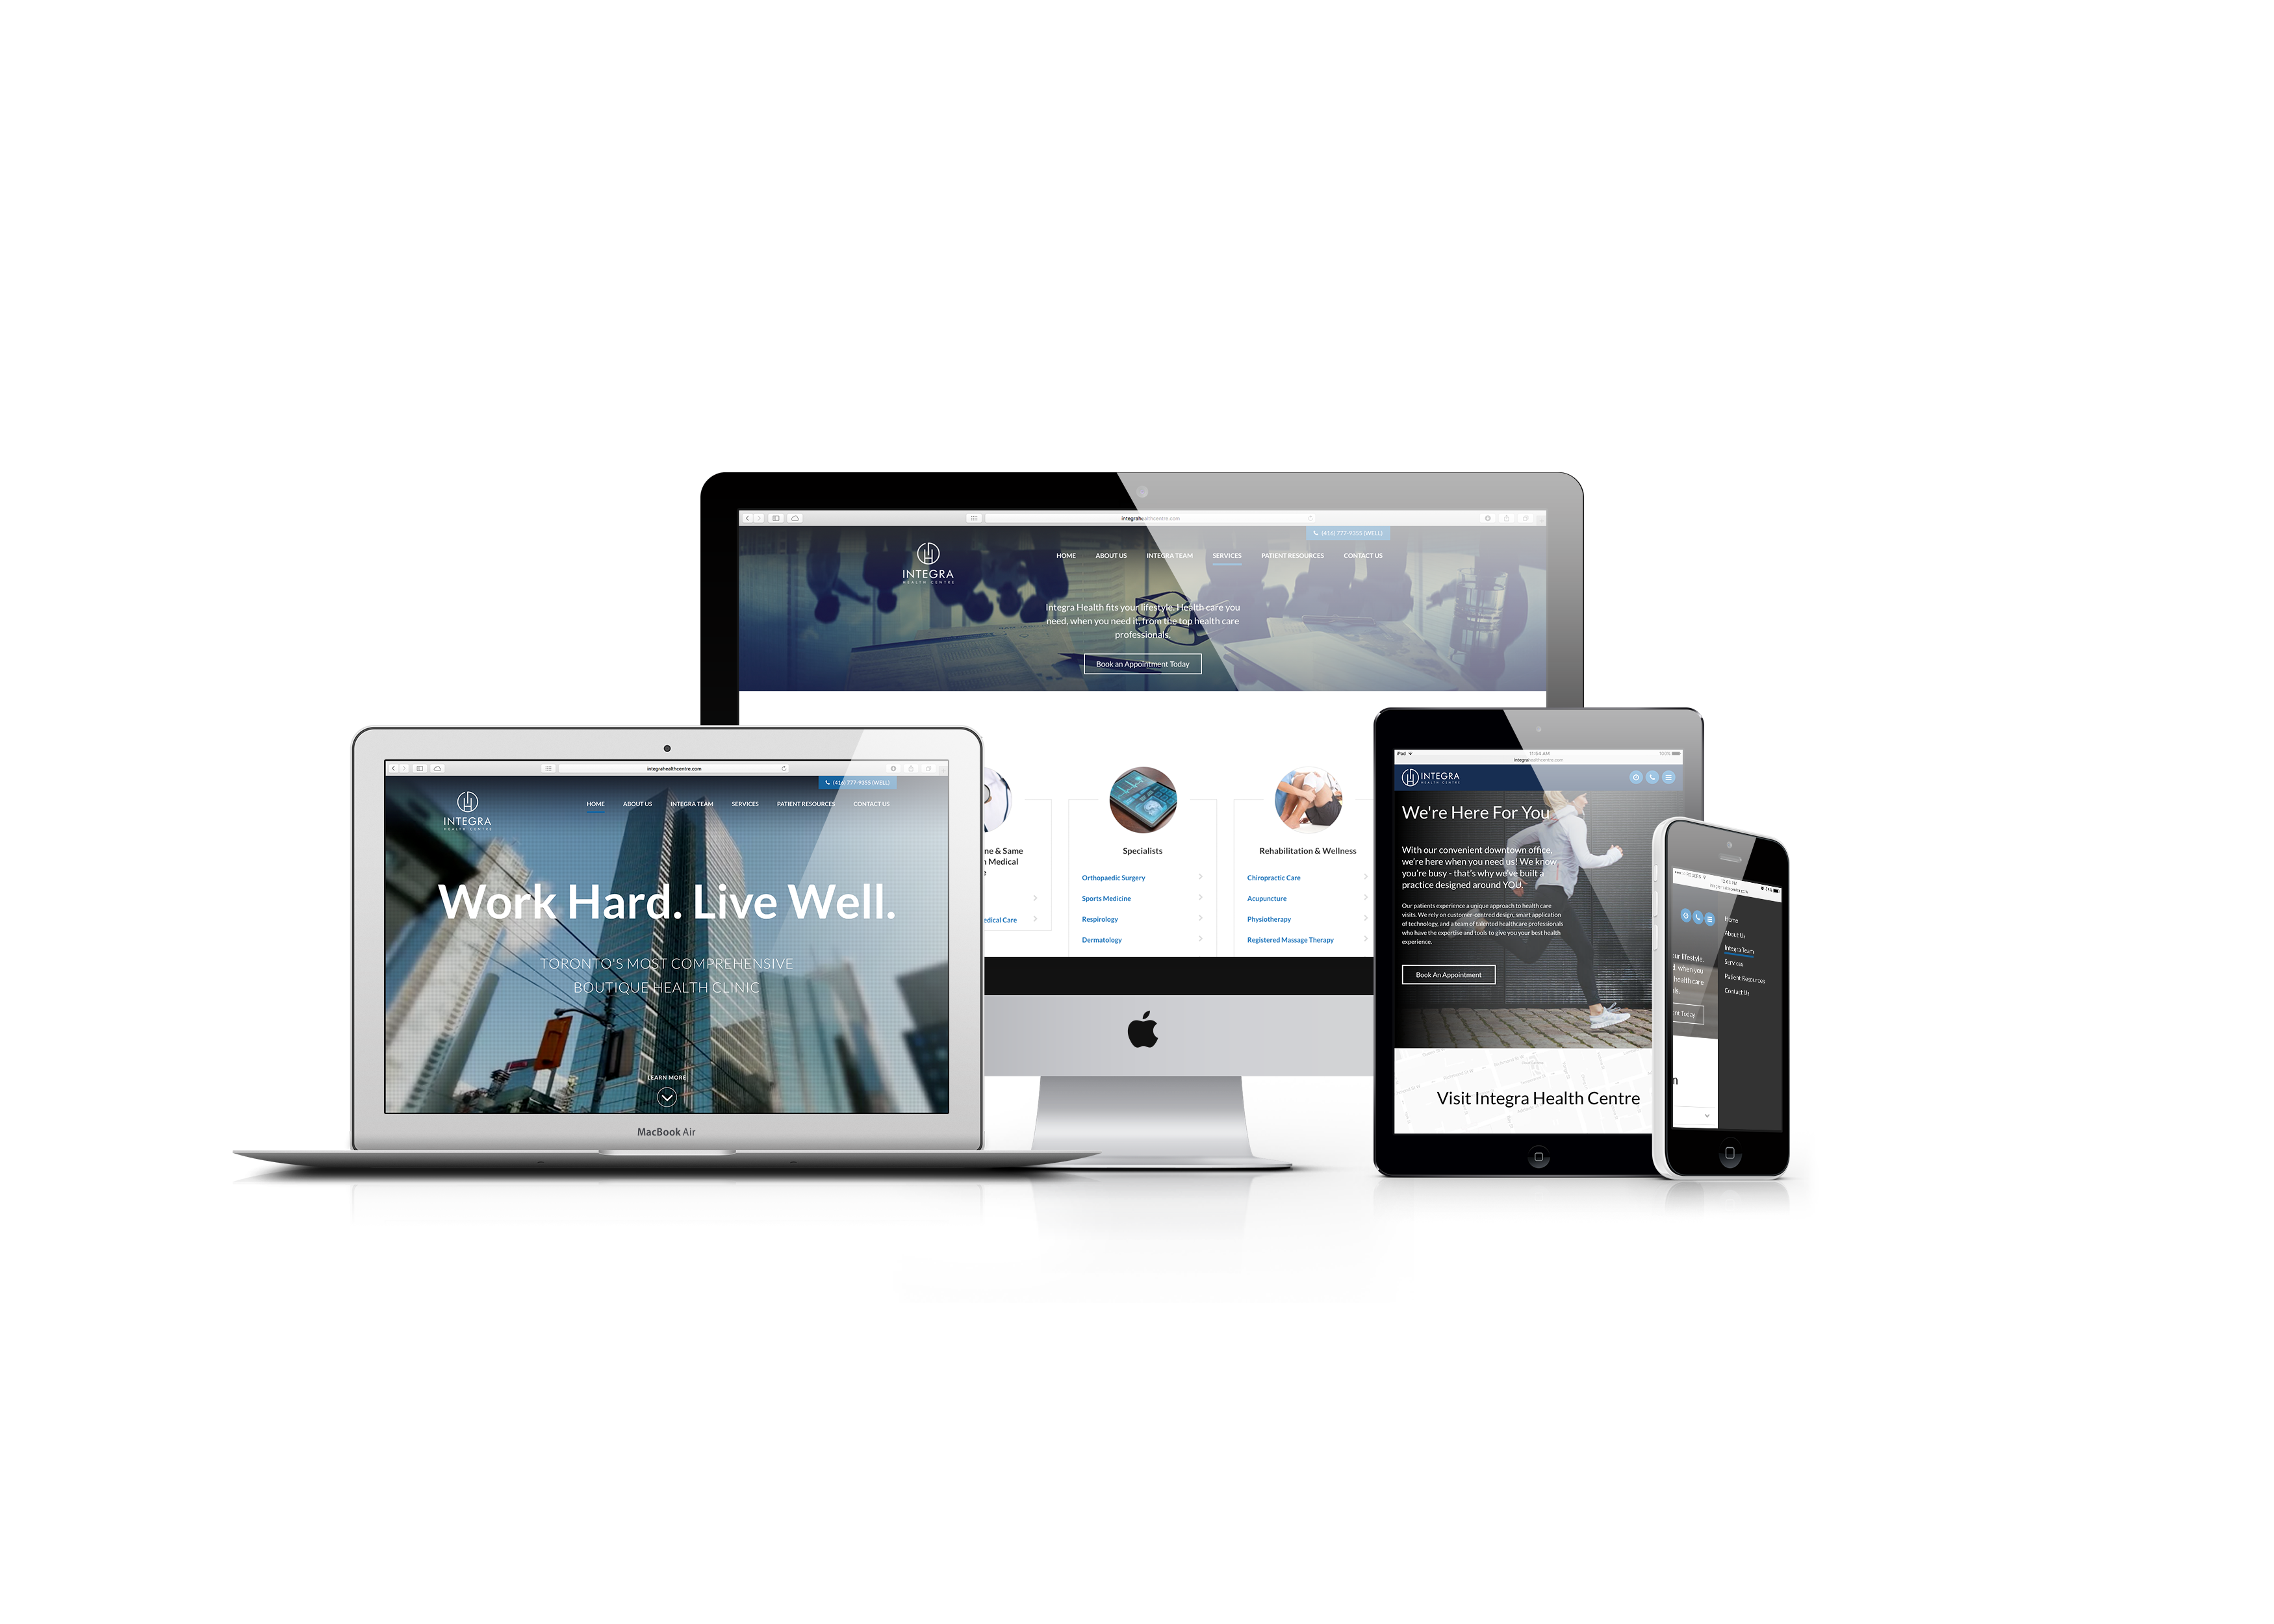 integrahealthcentre.com
(416) 777-9355 (WELL)
INTEGRA
HEALTH CENTRE
HOME ABOUT US INTEGRA TEAM SERVICES PATIENT RESOURCES CONTACT US
Integra Health fits your lifestyle. Health care you
need, when you need it, from the top health care
professionals.
Book an Appointment Today
ne & Same
Medical
edical Care
Specialists
Orthopaedic Surgery
Sports Medicine
Respirology
Dermatology
Rehabilitation & Wellness
Chiropractic Care
Acupuncture
Physiotherapy
Registered Massage Therapy
integrahealthcentre.com
(416) 777-9355 (WELL)
INTEGRA
HEALTH CENTRE
HOME ABOUT US INTEGRA TEAM SERVICES PATIENT RESOURCES CONTACT US
Work Hard. Live Well.
TORONTO'S MOST COMPREHENSIVE
BOUTIQUE HEALTH CLINIC
LEARN MORE
MacBook Air
iPad 11:54 AM 100%
integrahealthcentre.com
INTEGRA
HEALTH CENTRE
We're Here For You
With our convenient downtown office,
we're here when you need us! We know
you're busy - that's why we've built a
practice designed around YOU.
Our patients experience a unique approach to health care
visits. We rely on customer-centred design, smart application
of technology, and a team of talented healthcare professionals
who have the expertise and tools to give you your best health
experience.
Book An Appointment
Visit Integra Health Centre
Home
About Us
Integra Team
Services
Patient Resources
Contact Us
our lifestyle.
when you
health care
nt Today